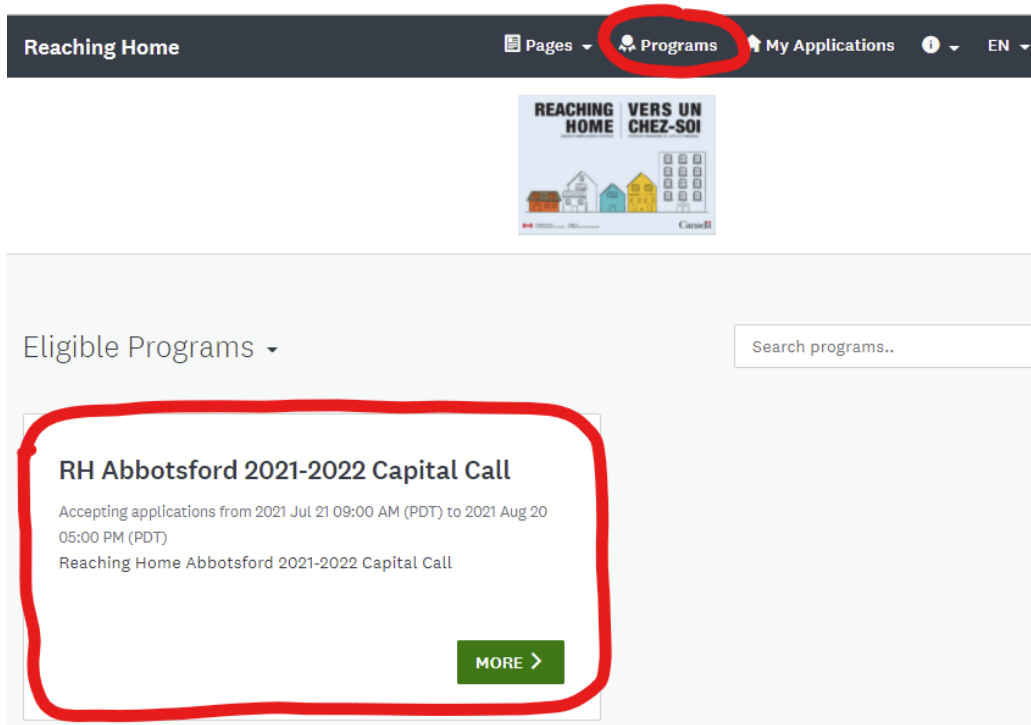 Reaching Home
Pages
Programs
My Applications
EN
REACHING VERS UN
HOME CHEZ-SOI
Canada
Eligible Programs
Search programs..
RH Abbotsford 2021-2022 Capital Call
Accepting applications from 2021 Jul 21 09:00 AM (PDT) to 2021 Aug 20
05:00 PM (PDT)
Reaching Home Abbotsford 2021-2022 Capital Call
MORE